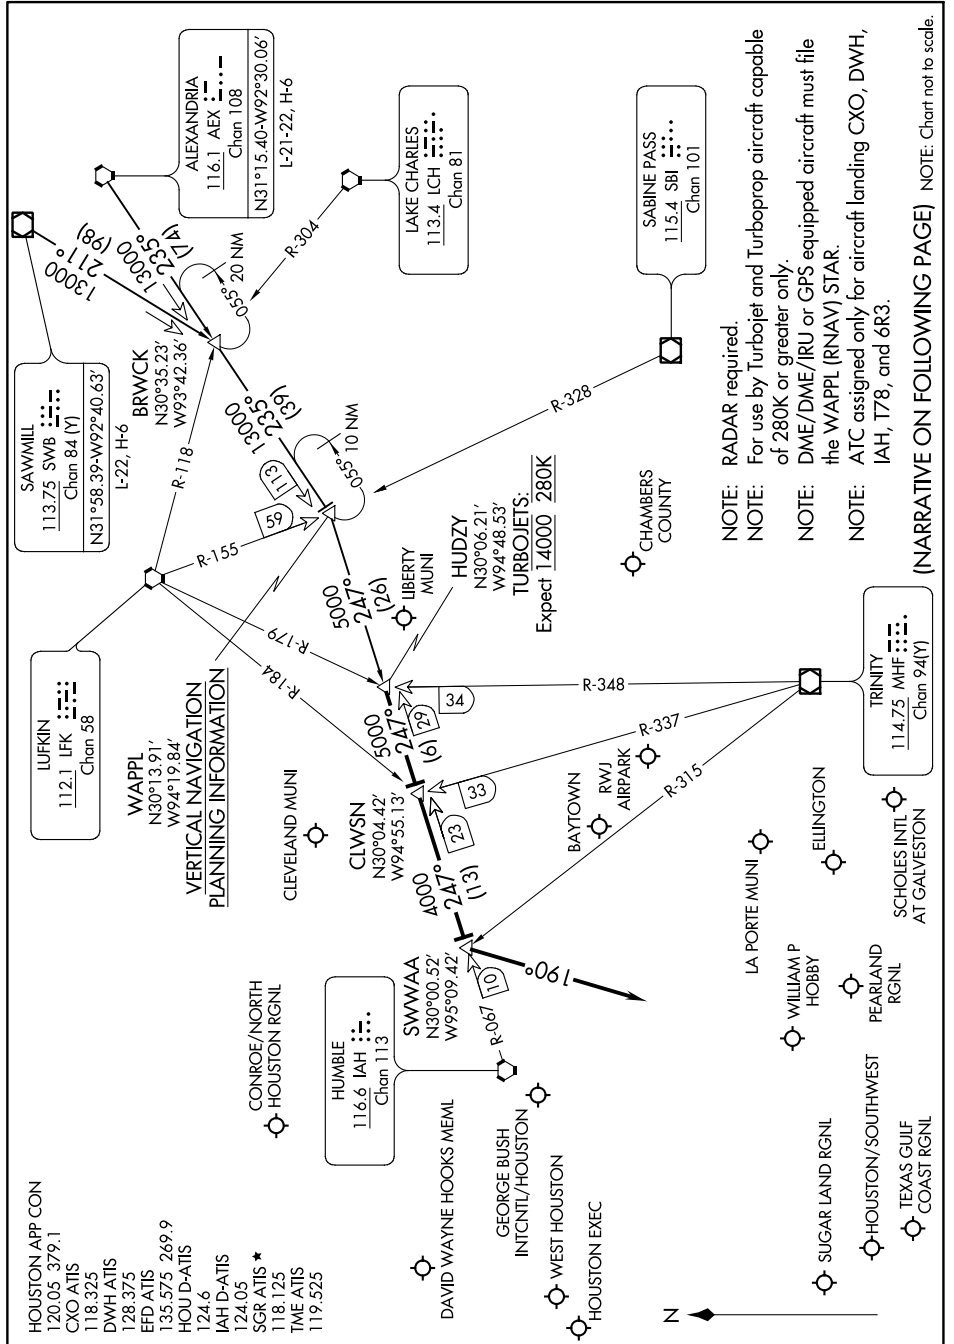 HOUSTON APP CON
120.05 379.1
CXO ATIS
118.325
DWH ATIS
128.375
EFD ATIS
135.575 269.9
HOU D-ATIS
124.6
IAH D-ATIS
124.05
SGR ATIS ★
118.125
TME ATIS
119.525
SAWMILL
113.75 SWB
Chan 84 (Y)
N31°58.39-W92°40.63'
L-22, H-6
ALEXANDRIA
116.1 AEX
Chan 108
N31°15.40-W92°30.06'
L-21-22, H-6
13000
211°
(98)
13000
235°
(74)
BRWCK
N30°35.23'
W93°42.36'
055°
20 NM
R-304
LAKE CHARLES
113.4 LCH
Chan 81
R-118
13000
235°
(39)
113
055°
10 NM
R-328
SABINE PASS
115.4 SBI
Chan 101
LUFKIN
112.1 LFK
Chan 58
R-155
59
R-179
R-184
WAPPL
N30°13.91'
W94°19.84'
VERTICAL NAVIGATION
PLANNING INFORMATION
5000
247°
(26)
LIBERTY
MUNI
HUDZY
N30°06.21'
W94°48.53'
TURBOJETS:
Expect 14000 280K
CHAMBERS
COUNTY
5000
247°
(6)
29
34
R-348
CLEVELAND MUNI
CLWSN
N30°04.42'
W94°55.13'
33
23
R-337
R-315
TRINITY
114.75 MHF
Chan 94(Y)
4000
247°
(13)
BAYTOWN
RWJ
AIRPARK
SWWAA
N30°00.52'
W95°09.42'
10
R-067
190°
HUMBLE
116.6 IAH
Chan 113
CONROE/NORTH
HOUSTON RGNL
DAVID WAYNE HOOKS MEML
GEORGE BUSH
INTCNTL/HOUSTON
WEST HOUSTON
HOUSTON EXEC
LA PORTE MUNI
ELLINGTON
WILLIAM P
HOBBY
PEARLAND
RGNL
SCHOLES INTL
AT GALVESTON
SUGAR LAND RGNL
HOUSTON/SOUTHWEST
TEXAS GULF
COAST RGNL
N
NOTE: RADAR required.
NOTE: For use by Turbojet and Turboprop aircraft capable
of 280K or greater only.
NOTE: DME/DME/IRU or GPS equipped aircraft must file
the WAPPL (RNAV) STAR.
NOTE: ATC assigned only for aircraft landing CXO, DWH,
IAH, T78, and 6R3.
(NARRATIVE ON FOLLOWING PAGE) NOTE: Chart not to scale.